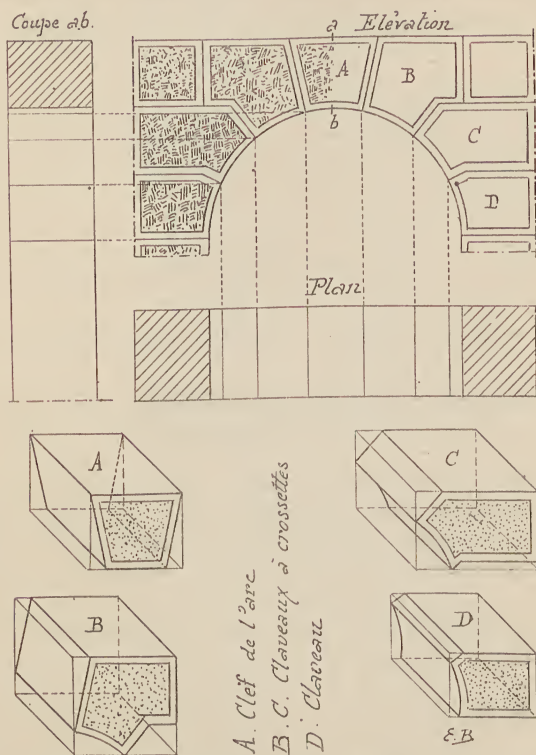 Coupe ab.
a Elévation
A
B
b
C
D
Plan
A
C
B
D
A. Clef de l'arc
B. C. Claveaux à crossettes
D. Claveau
E.B